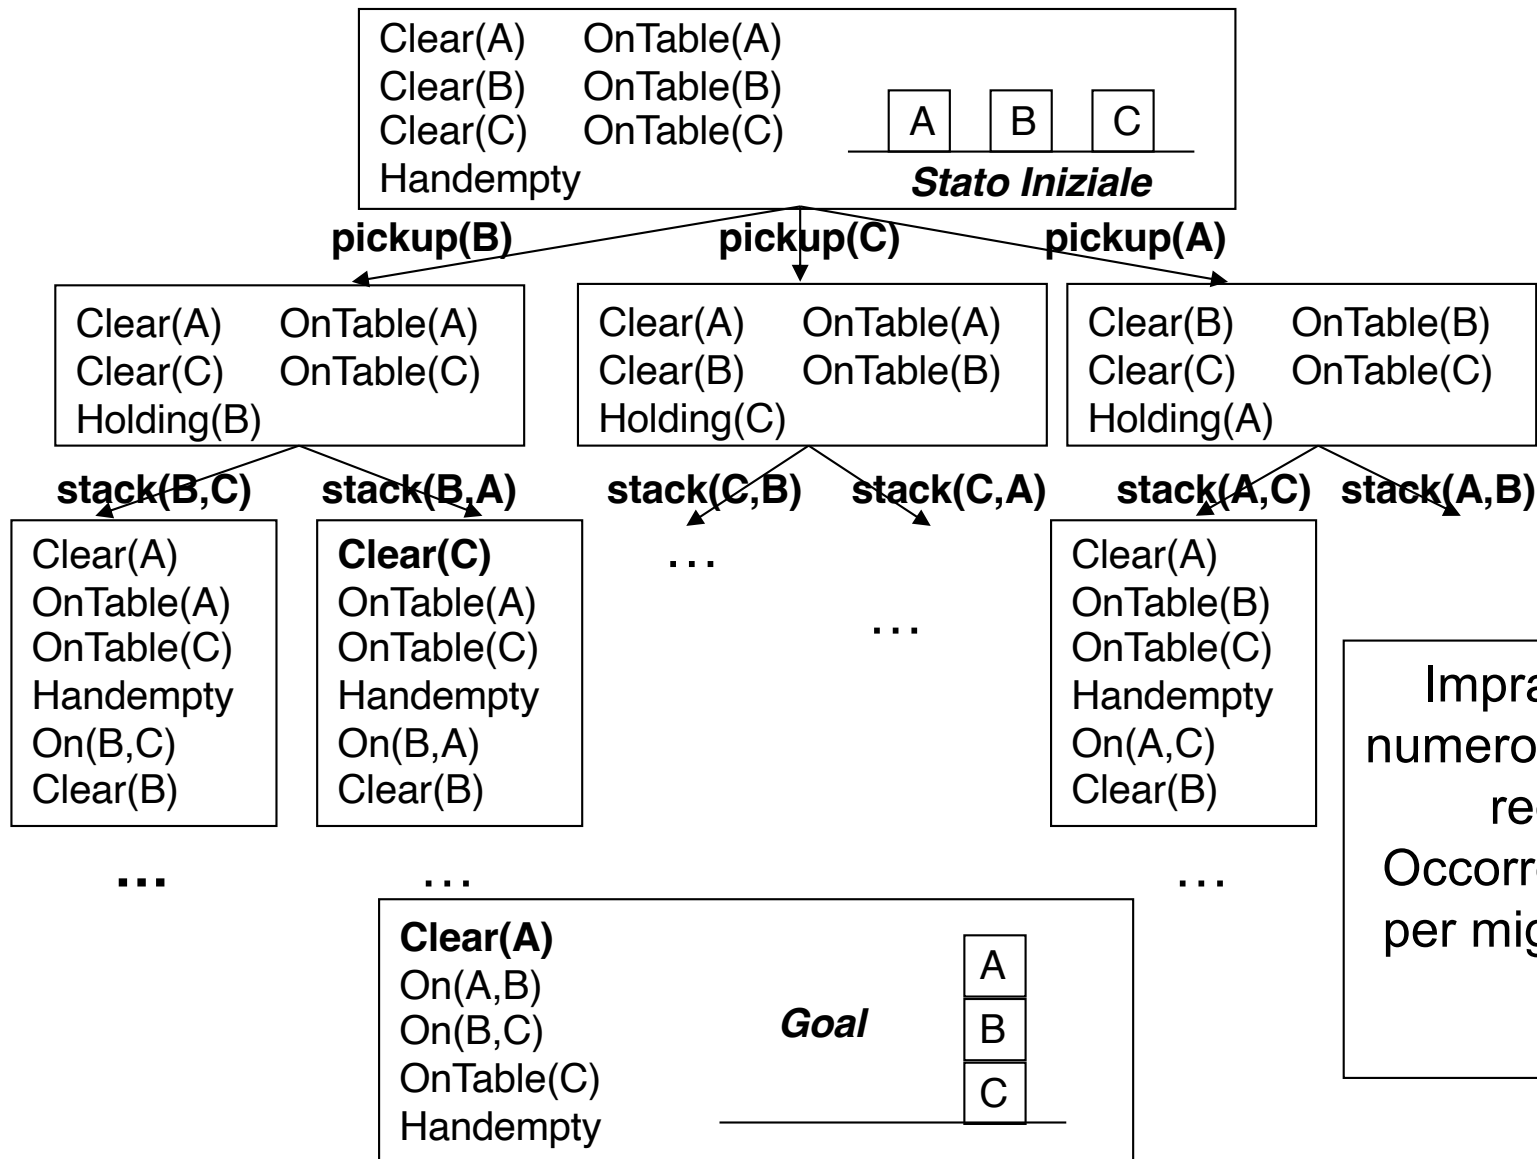 Clear(A) OnTable(A)
Clear(B) OnTable(B)
Clear(C) OnTable(C)
Handempty
A B C
Stato Iniziale
pickup(B) pickup(C) pickup(A)
Clear(A) OnTable(A)
Clear(C) OnTable(C)
Holding(B)
Clear(A) OnTable(A)
Clear(B) OnTable(B)
Holding(C)
Clear(B) OnTable(B)
Clear(C) OnTable(C)
Holding(A)
stack(B,C) stack(B,A) stack(C,B) stack(C,A) stack(A,C) stack(A,B)
Clear(A)
OnTable(A)
OnTable(C)
Handempty
On(B,C)
Clear(B)
...
Clear(C)
OnTable(A)
OnTable(C)
Handempty
On(B,A)
Clear(B)
...
...
...
Clear(A)
OnTable(B)
OnTable(C)
Handempty
On(A,C)
Clear(B)
...
numero
per
Clear(A)
On(A,B)
On(B,C)
OnTable(C)
Handempty
Goal
A
B
C